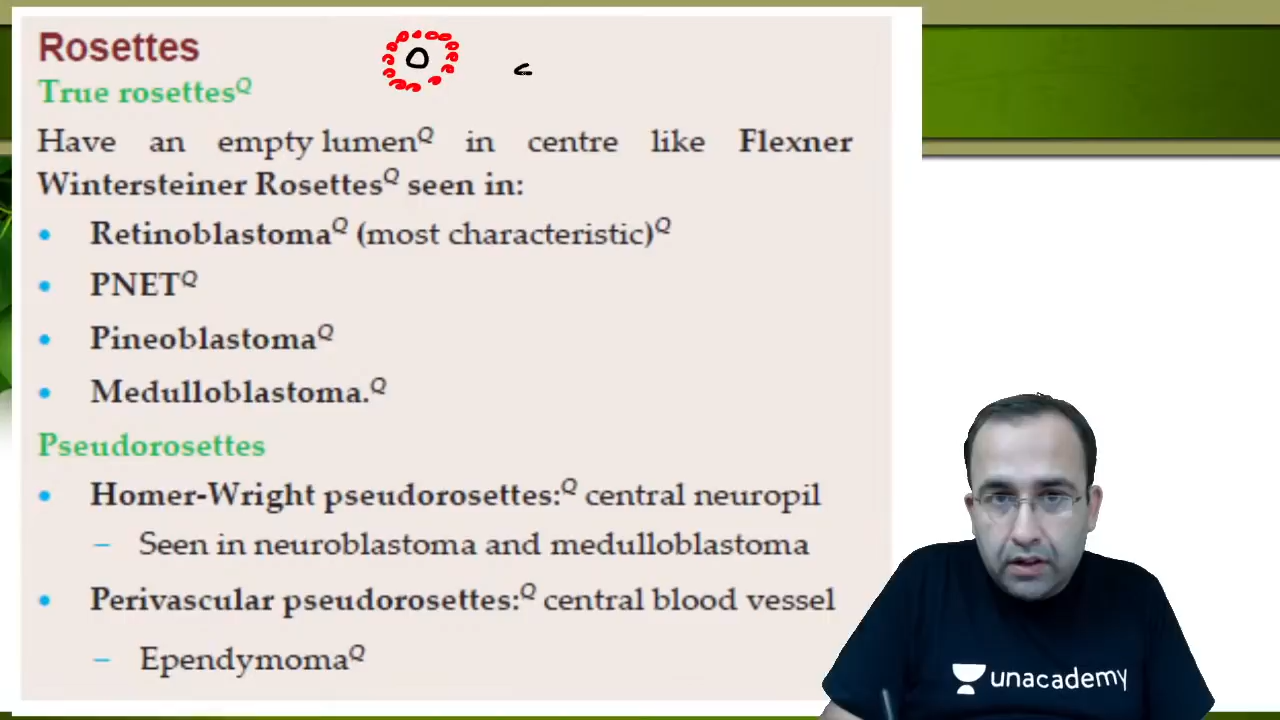 Rosettes
True rosettesQ
Have an empty lumenQ in centre like Flexner
Wintersteiner RosettesQ seen in:
• RetinoblastomaQ (most characteristic)Q
• PNETQ
• PineoblastomaQ
• Medulloblastoma.Q
Pseudorosettes
• Homer-Wright pseudorosettes:Q central neuropil
– Seen in neuroblastoma and medulloblastoma
• Perivascular pseudorosettes:Q central blood vessel
– EpendymomaQ
unacademy